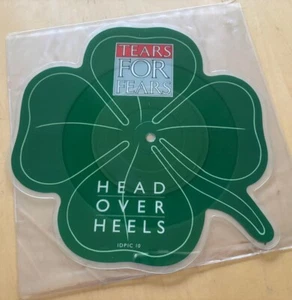 TEARS
FOR
FEARS
HEAD
OVER
HEELS
IDPIC 10